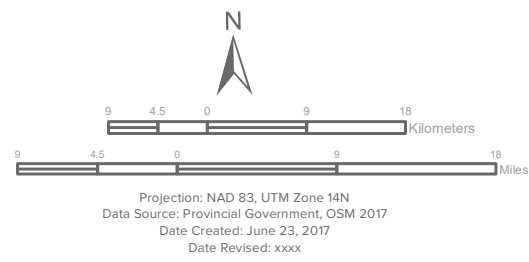 N
9 4.5 0 9 18
Kilometers
9 4.5 0 9 18
Miles
Projection: NAD 83, UTM Zone 14N
Data Source: Provincial Government, OSM 2017
Date Created: June 23, 2017
Date Revised: xxxx